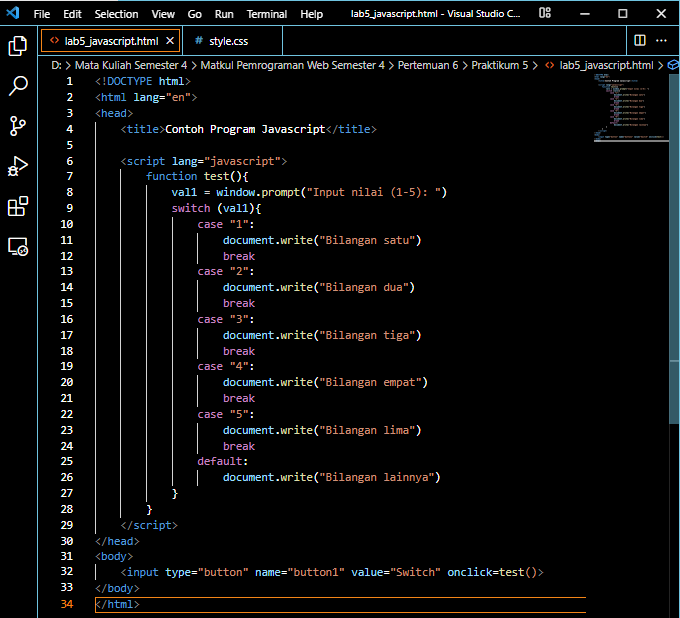 File Edit Selection View Go Run Terminal Help lab5_javascript.html - Visual Studio C...
<> lab5_javascript.html × # style.css ...
D: > Mata Kuliah Semester 4 > Matkul Pemrograman Web Semester 4 > Pertemuan 6 > Praktikum 5 > <> lab5_javascript.html >
1 <!DOCTYPE html>
2 <html lang="en">
3 <head>
4 <title>Contoh Program Javascript</title>
5
6 <script lang="javascript">
7 function test(){
8 val1 = window.prompt("Input nilai (1-5): ")
9 switch (val1){
10 case "1":
11 document.write("Bilangan satu")
12 break
13 case "2":
14 document.write("Bilangan dua")
15 break
16 case "3":
17 document.write("Bilangan tiga")
18 break
19 case "4":
20 document.write("Bilangan empat")
21 break
22 case "5":
23 document.write("Bilangan lima")
24 break
25 default:
26 document.write("Bilangan lainnya")
27 }
28 }
29 </script>
30 </head>
31 <body>
32 <input type="button" name="button1" value="Switch" onclick=test()>
33 </body>
34 </html>